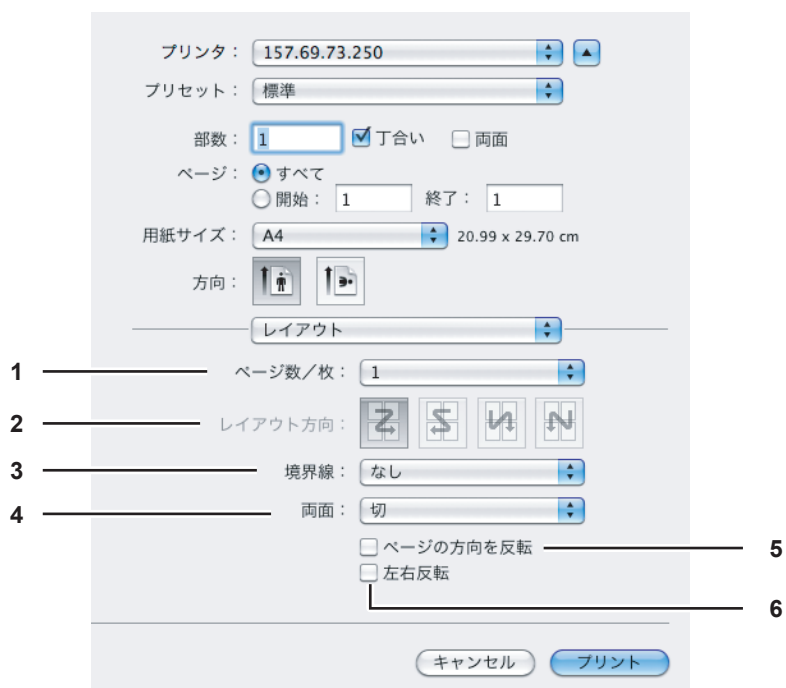 プリンタ： 157.69.73.250
プリセット： 標準
部数： 1 丁合い 両面
ページ： すべて
開始： 1 終了： 1
用紙サイズ： A4 20.99 x 29.70 cm
方向：
レイアウト
1 ページ数／枚： 1
2 レイアウト方向：
3 境界線： なし
4 両面： 切
ページの方向を反転 5
左右反転
6
キャンセル プリント